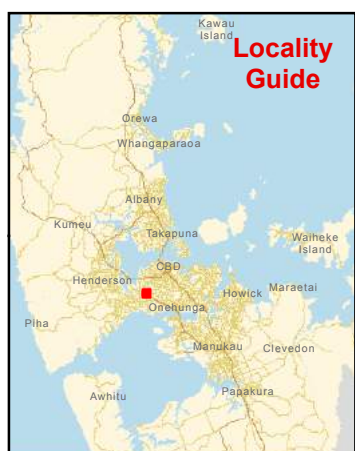 Kawau
Island
Locality
Guide
Orewa
Whangaparaoa
Albany
Kumeu
Takapuna
Waiheke
Island
CBD
Henderson
Howick
Maraetai
Onehunga
Piha
Manukau
Clevedon
Papakura
Awhitu